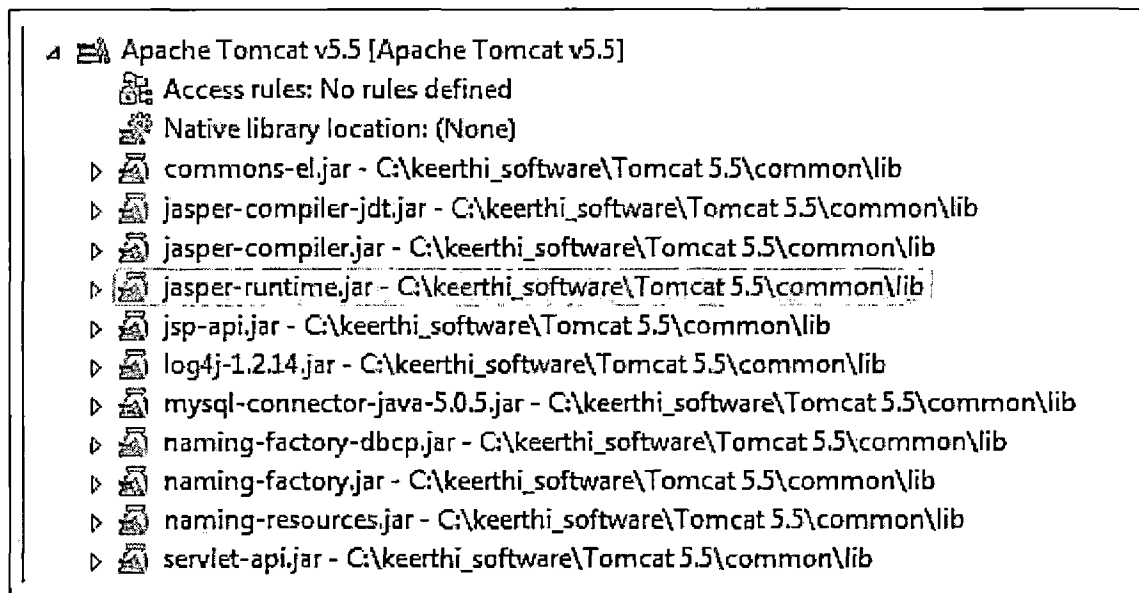 Apache Tomcat v5.5 [Apache Tomcat v5.5]
Access rules: No rules defined
Native library location: (None)
commons-el.jar - C:\keerthi_software\Tomcat 5.5\common\lib
jasper-compiler-jdt.jar - C:\keerthi_software\Tomcat 5.5\common\lib
jasper-compiler.jar - C:\keerthi_software\Tomcat 5.5\common\lib
jasper-runtime.jar - C:\keerthi_software\Tomcat 5.5\common\lib
jsp-api.jar - C:\keerthi_software\Tomcat 5.5\common\lib
log4j-1.2.14.jar - C:\keerthi_software\Tomcat 5.5\common\lib
mysql-connector-java-5.0.5.jar - C:\keerthi_software\Tomcat 5.5\common\lib
naming-factory-dbcp.jar - C:\keerthi_software\Tomcat 5.5\common\lib
naming-factory.jar - C:\keerthi_software\Tomcat 5.5\common\lib
naming-resources.jar - C:\keerthi_software\Tomcat 5.5\common\lib
servlet-api.jar - C:\keerthi_software\Tomcat 5.5\common\lib